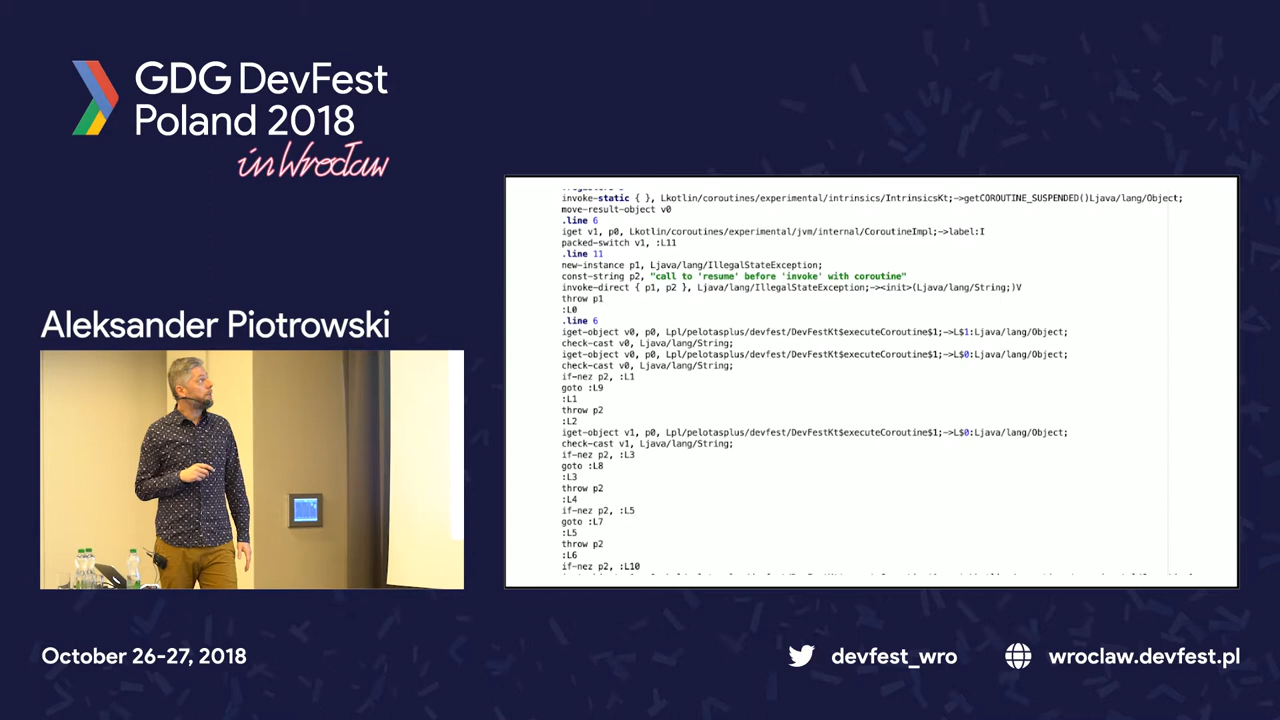 GDG DevFest
Poland 2018
in Wrocław
Aleksander Piotrowski
invoke-static { }, Lkotlin/coroutines/experimental/intrinsics/IntrinsicsKt;->getCOROUTINE_SUSPENDED()Ljava/lang/Object;
move-result-object v0
.line 6
iget v1, p0, Lkotlin/coroutines/experimental/jvm/internal/CoroutineImpl;->label:I
packed-switch v1, :L11
.line 11
new-instance p1, Ljava/lang/IllegalStateException;
const-string p2, "call to 'resume' before 'invoke' with coroutine"
invoke-direct { p1, p2 }, Ljava/lang/IllegalStateException;-><init>(Ljava/lang/String;)V
throw p1
:L0
.line 6
iget-object v0, p0, Lpl/pelotasplus/devfest/DevFestKt$executeCoroutine$1;->L$1:Ljava/lang/Object;
check-cast v0, Ljava/lang/String;
iget-object v0, p0, Lpl/pelotasplus/devfest/DevFestKt$executeCoroutine$1;->L$0:Ljava/lang/Object;
check-cast v0, Ljava/lang/String;
if-nez p2, :L1
goto :L9
:L1
throw p2
:L2
iget-object v1, p0, Lpl/pelotasplus/devfest/DevFestKt$executeCoroutine$1;->L$0:Ljava/lang/Object;
check-cast v1, Ljava/lang/String;
if-nez p2, :L3
goto :L8
:L3
throw p2
:L4
if-nez p2, :L5
goto :L7
:L5
throw p2
:L6
if-nez p2, :L10
October 26-27, 2018
devfest_wro
wroclaw.devfest.pl